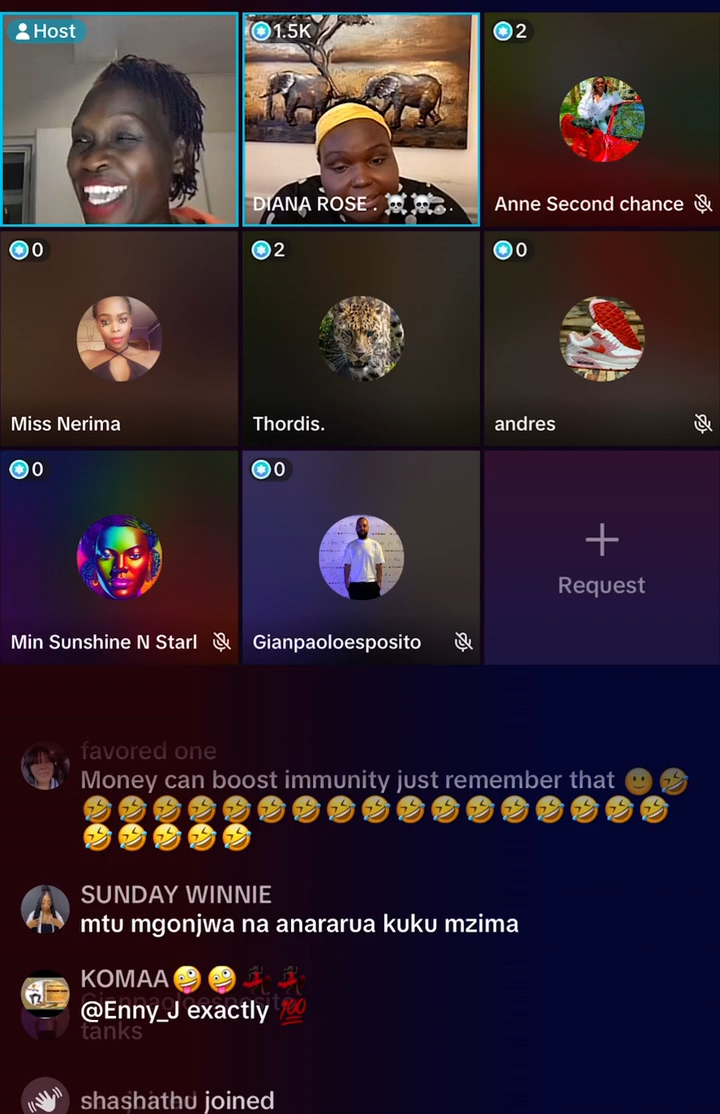 Host
1.5K
2
DIANA ROSE . ☠️☠️...
Anne Second chance
0
2
0
Miss Nerima
Thordis.
andres
0
0
Request
Min Sunshine N Starl
Gianpaoloesposito
favored one
Money can boost immunity just remember that 🙂🤣
🤣🤣🤣🤣🤣🤣🤣🤣🤣🤣🤣🤣🤣🤣🤣🤣🤣
🤣🤣🤣🤣🤣
SUNDAY WINNIE
mtu mgonjwa na anararua kuku mzima
KOMAA🤪🤪💃💃
Gianpaoloesposito
@Enny_J exactly 💯
tanks
shashathu joined